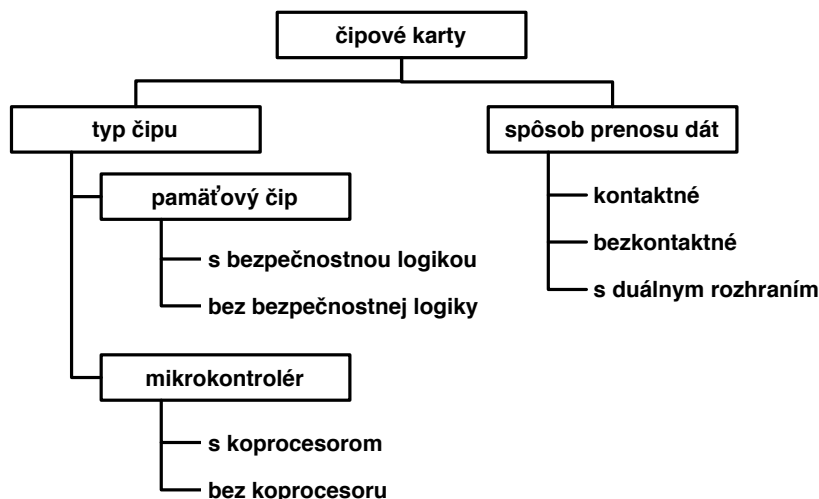 čipové karty
typ čipu
pamäťový čip
s bezpečnostnou logikou
bez bezpečnostnej logiky
mikrokontrolér
s koprocesorom
bez koprocesoru
spôsob prenosu dát
kontaktné
bezkontaktné
s duálnym rozhraním